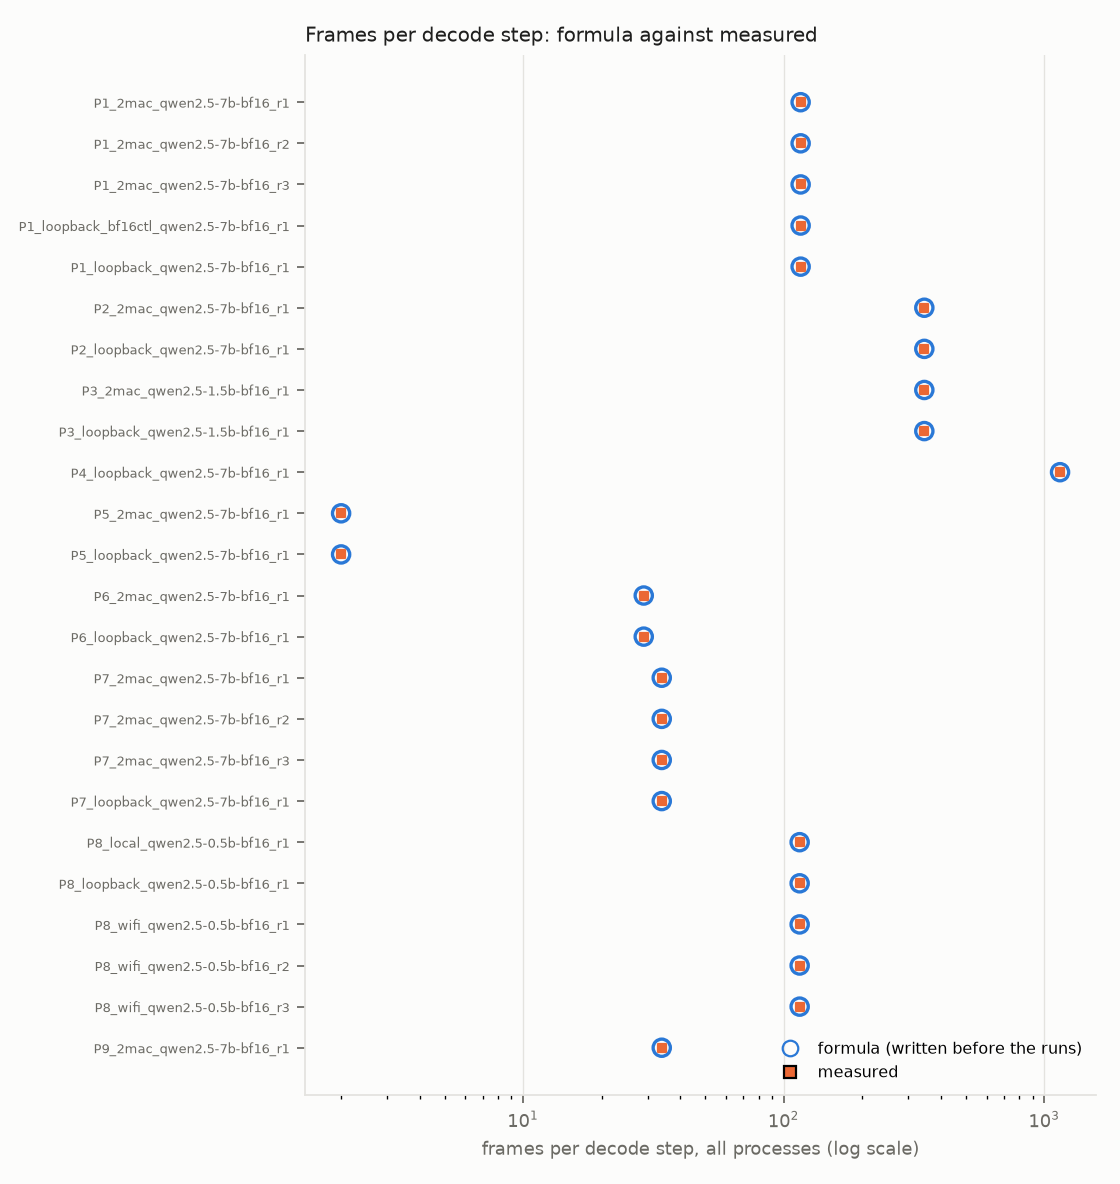 Frames per decode step: formula against measured
P1_2mac_qwen2.5-7b-bf16_r1
P1_2mac_qwen2.5-7b-bf16_r2
P1_2mac_qwen2.5-7b-bf16_r3
P1_loopback_bf16ctl_qwen2.5-7b-bf16_r1
P1_loopback_qwen2.5-7b-bf16_r1
P2_2mac_qwen2.5-7b-bf16_r1
P2_loopback_qwen2.5-7b-bf16_r1
P3_2mac_qwen2.5-1.5b-bf16_r1
P3_loopback_qwen2.5-1.5b-bf16_r1
P4_loopback_qwen2.5-7b-bf16_r1
P5_2mac_qwen2.5-7b-bf16_r1
P5_loopback_qwen2.5-7b-bf16_r1
P6_2mac_qwen2.5-7b-bf16_r1
P6_loopback_qwen2.5-7b-bf16_r1
P7_2mac_qwen2.5-7b-bf16_r1
P7_2mac_qwen2.5-7b-bf16_r2
P7_2mac_qwen2.5-7b-bf16_r3
P7_loopback_qwen2.5-7b-bf16_r1
P8_local_qwen2.5-0.5b-bf16_r1
P8_loopback_qwen2.5-0.5b-bf16_r1
P8_wifi_qwen2.5-0.5b-bf16_r1
P8_wifi_qwen2.5-0.5b-bf16_r2
P8_wifi_qwen2.5-0.5b-bf16_r3
P9_2mac_qwen2.5-7b-bf16_r1
formula (written before the runs)
measured
10¹ 10² 10³
frames per decode step, all processes (log scale)